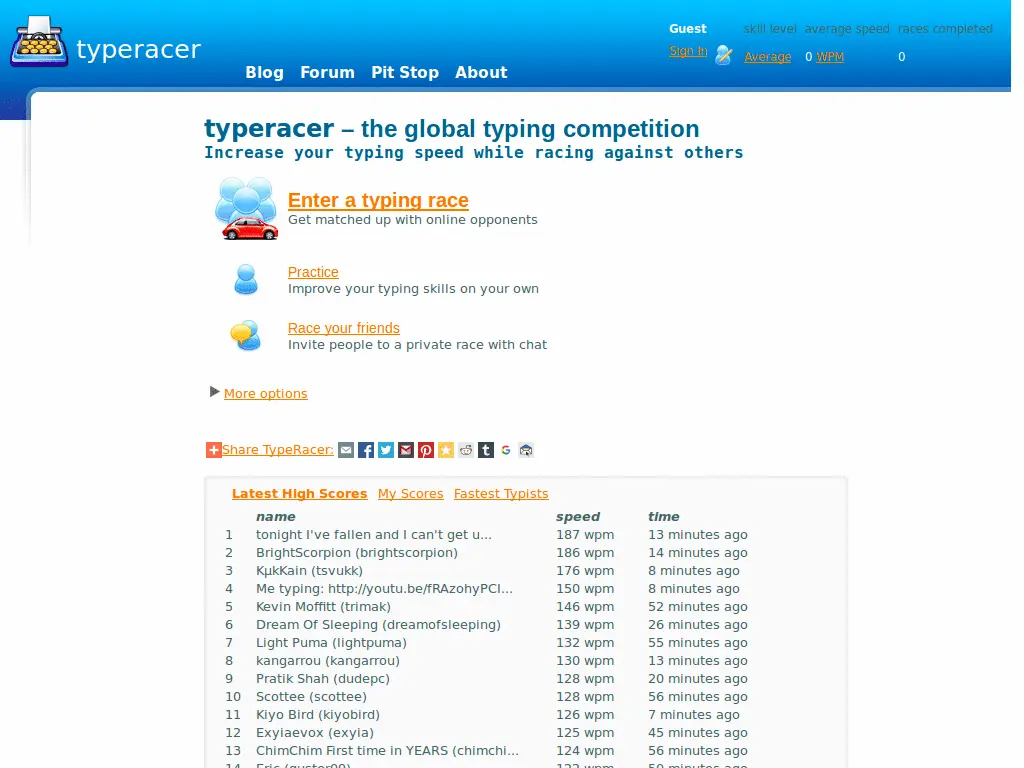 typeracer
Blog Forum Pit Stop About
Guest skill level average speed races completed
Sign In Average 0 WPM 0
typeracer – the global typing competition
Increase your typing speed while racing against others
Enter a typing race
Get matched up with online opponents
Practice
Improve your typing skills on your own
Race your friends
Invite people to a private race with chat
More options
Share TypeRacer:
Latest High Scores My Scores Fastest Typists
name speed time
1 tonight I've fallen and I can't get u... 187 wpm 13 minutes ago
2 BrightScorpion (brightscorpion) 186 wpm 14 minutes ago
3 KµkKain (tsvukk) 176 wpm 8 minutes ago
4 Me typing: http://youtu.be/fRAzohyPCI... 150 wpm 8 minutes ago
5 Kevin Moffitt (trimak) 146 wpm 52 minutes ago
6 Dream Of Sleeping (dreamofsleeping) 139 wpm 26 minutes ago
7 Light Puma (lightpuma) 132 wpm 55 minutes ago
8 kangarrou (kangarrou) 130 wpm 13 minutes ago
9 Pratik Shah (dudepc) 128 wpm 20 minutes ago
10 Scottee (scottee) 128 wpm 56 minutes ago
11 Kiyo Bird (kiyobird) 126 wpm 7 minutes ago
12 Exyiaevox (exyia) 125 wpm 45 minutes ago
13 ChimChim First time in YEARS (chimchi... 124 wpm 56 minutes ago